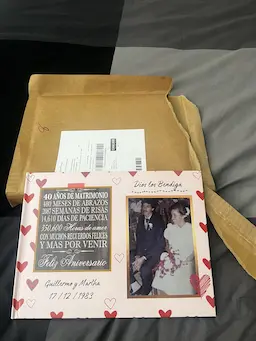 40 AÑOS DE MATRIMONIO
480 MESES DE ABRAZOS
2087 SEMANAS DE RISAS
14,610 DIAS DE PACIENCIA
350,600 Horas de amor
CON MUCHOS RECUERDOS FELICES
Y MAS POR VENIR
Feliz Aniversario
Dios los Bendiga
Guillermo y Martha
17 / 12 / 1983